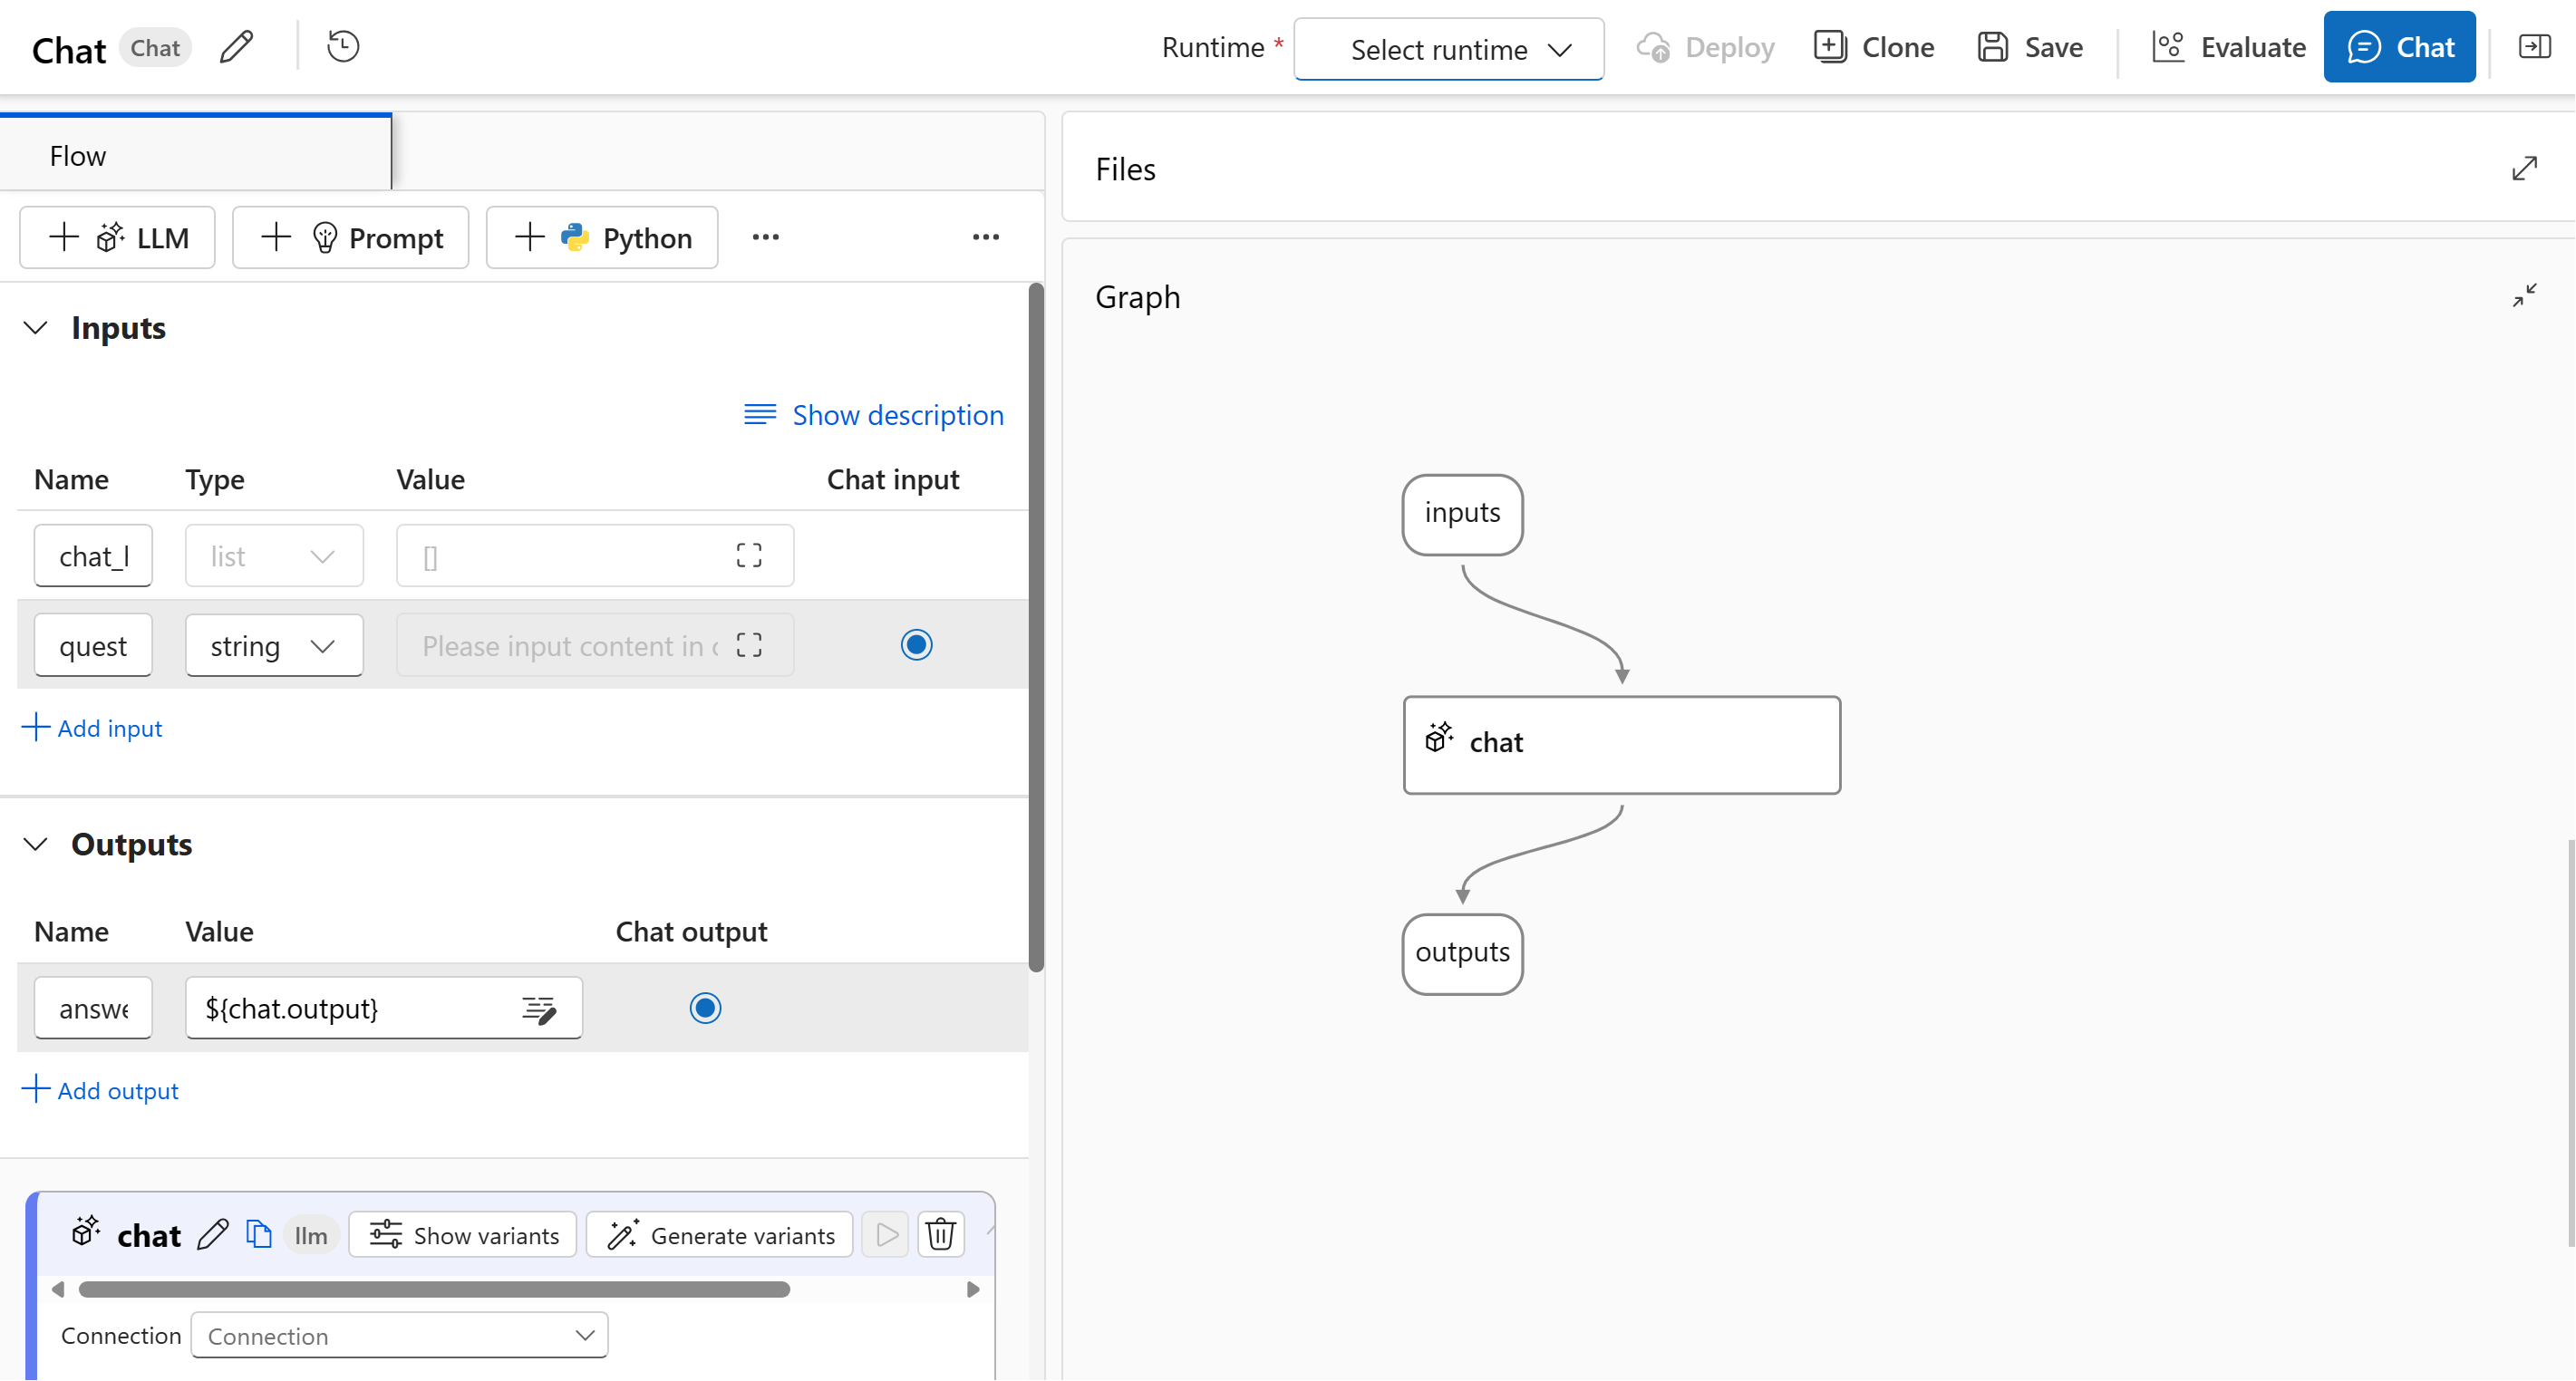 Chat Chat Runtime * Select runtime Deploy Clone Save Evaluate Chat
Flow
LLM Prompt Python
Inputs
Show description
Name Type Value Chat input
chat_ list []
quest string Please input content in
Add input
Outputs
Name Value Chat output
answe ${chat.output}
Add output
chat llm Show variants Generate variants
Connection Connection
Files
Graph
inputs
chat
outputs